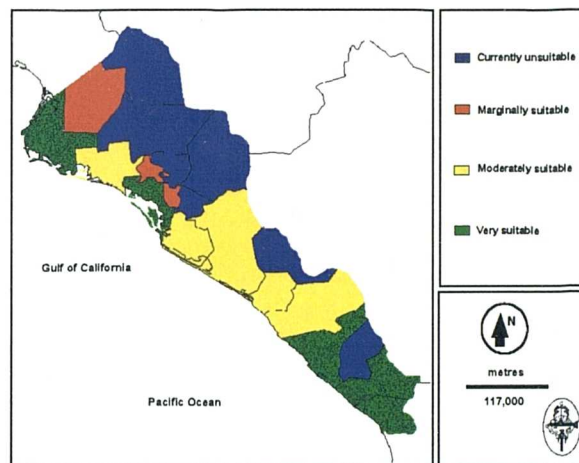 Currently unsuitable
Marginally suitable
Moderately suitable
Very suitable
Gulf of California
Pacific Ocean
N
metres
117,000